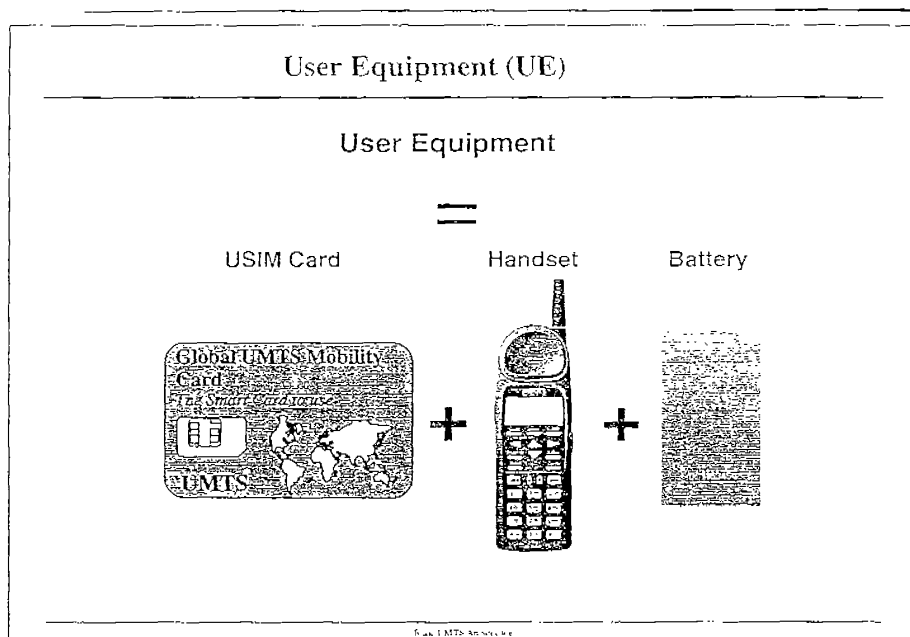 User Equipment (UE)
User Equipment
=
USIM Card Handset Battery
Global UMTS Mobility
Card
The Smart Card to use
+ +
UMTS
UMTS